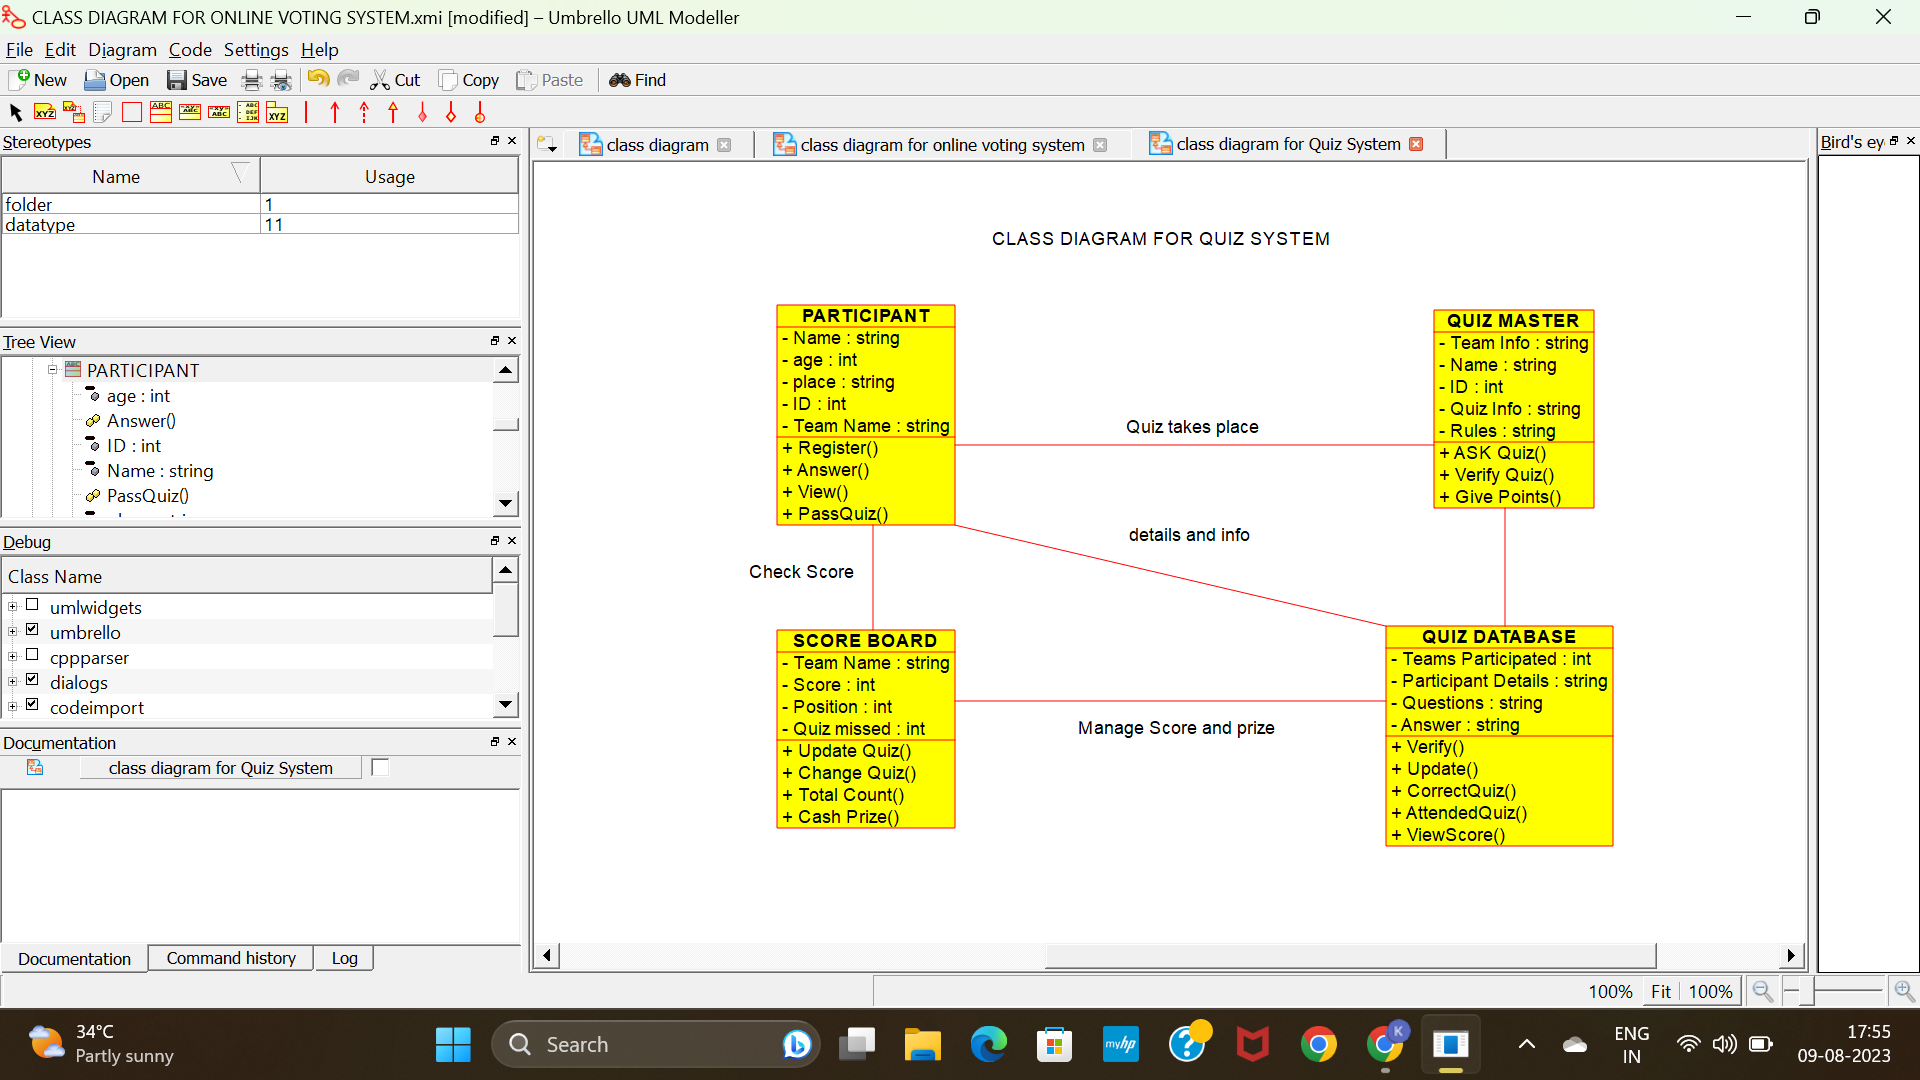 CLASS DIAGRAM FOR ONLINE VOTING SYSTEM.xmi [modified] – Umbrello UML Modeller
File Edit Diagram Code Settings Help
New Open Save Cut Copy Paste Find
Stereotypes
Name Usage
folder 1
datatype 11
Tree View
PARTICIPANT
age : int
Answer()
ID : int
Name : string
PassQuiz()
Debug
Class Name
umlwidgets
umbrello
cppparser
dialogs
codeimport
Documentation
class diagram for Quiz System
Documentation Command history Log
class diagram
class diagram for online voting system
class diagram for Quiz System
Bird's ey
CLASS DIAGRAM FOR QUIZ SYSTEM
PARTICIPANT
- Name : string
- age : int
- place : string
- ID : int
- Team Name : string
+ Register()
+ Answer()
+ View()
+ PassQuiz()
Quiz takes place
QUIZ MASTER
- Team Info : string
- Name : string
- ID : int
- Quiz Info : string
- Rules : string
+ ASK Quiz()
+ Verify Quiz()
+ Give Points()
details and info
Check Score
SCORE BOARD
- Team Name : string
- Score : int
- Position : int
- Quiz missed : int
+ Update Quiz()
+ Change Quiz()
+ Total Count()
+ Cash Prize()
Manage Score and prize
QUIZ DATABASE
- Teams Participated : int
- Participant Details : string
- Questions : string
- Answer : string
+ Verify()
+ Update()
+ CorrectQuiz()
+ AttendedQuiz()
+ ViewScore()
100% Fit 100%
34°C
Partly sunny
Search
myhp
K
ENG
IN
17:55
09-08-2023